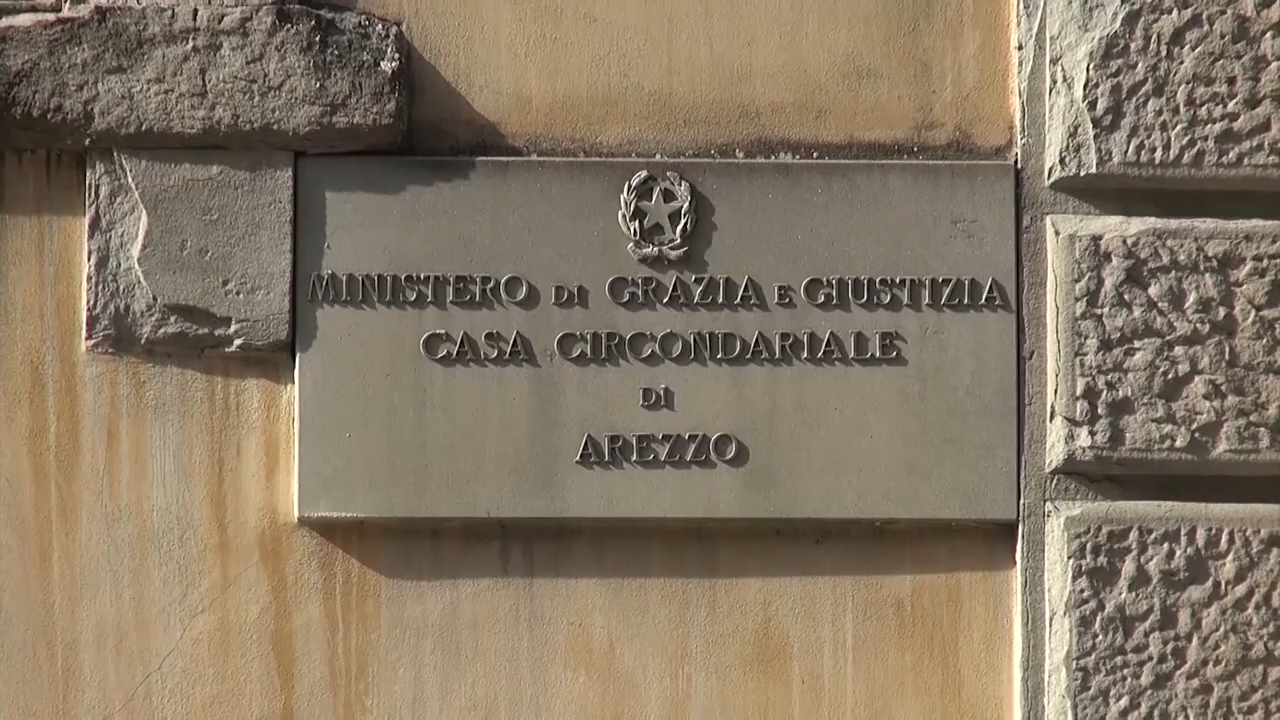 MINISTERO DI GRAZIA E GIUSTIZIA
CASA CIRCONDARIALE
DI
AREZZO